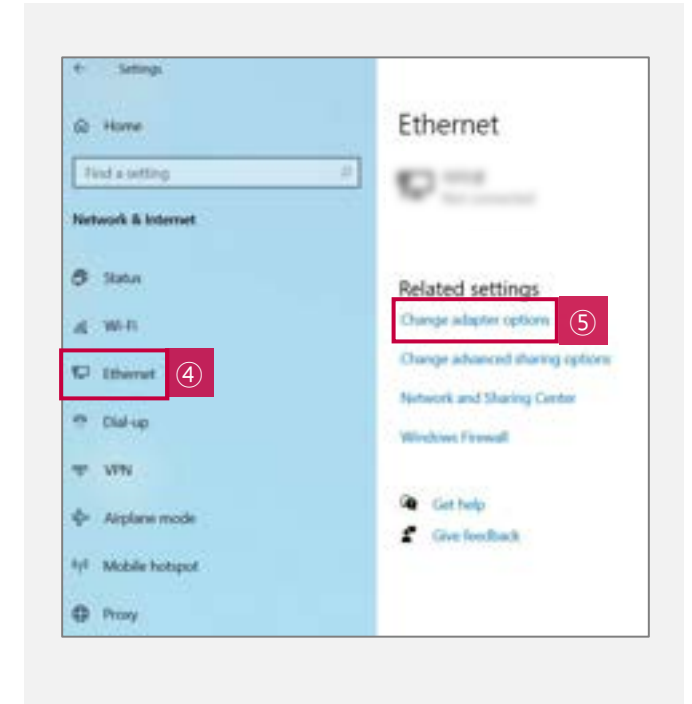 Settings
Home
Find a setting
Network & Internet
Status
Wi-Fi
Ethernet
④
Dial-up
VPN
Airplane mode
Mobile hotspot
Proxy
Ethernet
Not connected
Related settings
Change adapter options
⑤
Change advanced sharing options
Network and Sharing Center
Windows Firewall
Get help
Give feedback